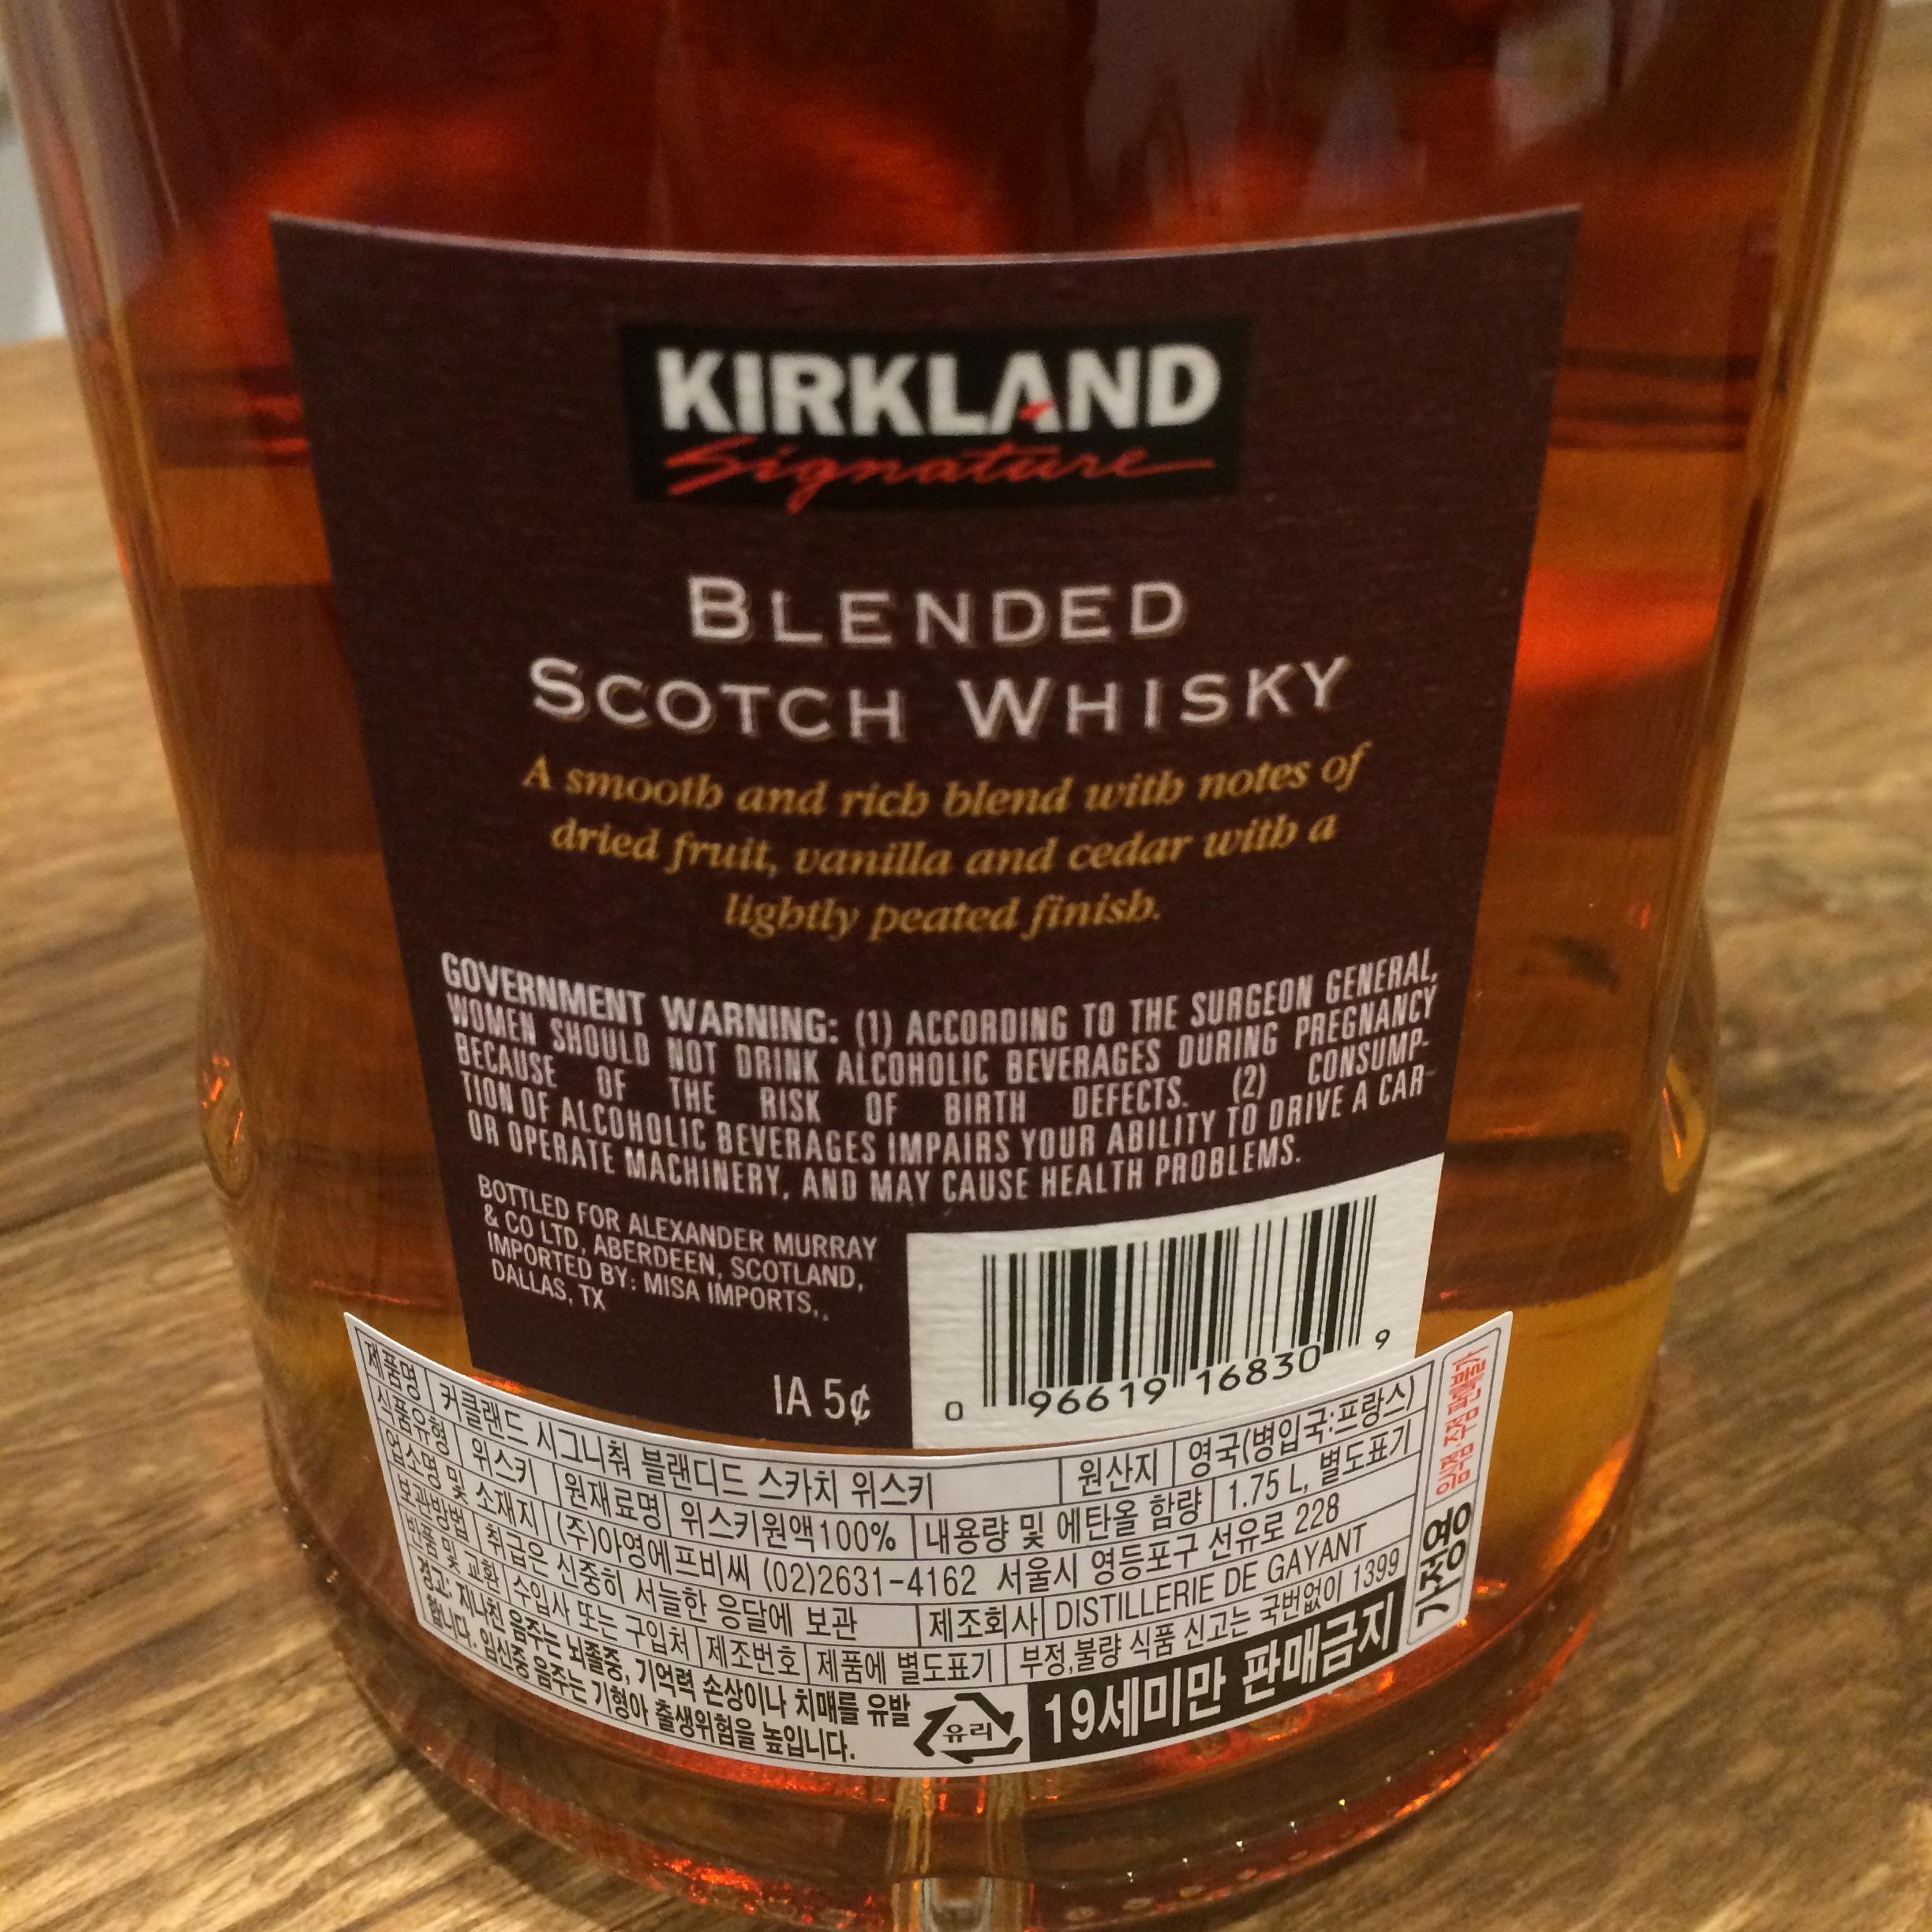 KIRKLAND
Signature
BLENDED
SCOTCH WHISKY
A smooth and rich blend with notes of
dried fruit, vanilla and cedar with a
lightly peated finish.
GOVERNMENT WARNING: (1) ACCORDING TO THE SURGEON GENERAL,
WOMEN SHOULD NOT DRINK ALCOHOLIC BEVERAGES DURING PREGNANCY
BECAUSE OF THE RISK OF BIRTH DEFECTS. (2) CONSUMP-
TION OF ALCOHOLIC BEVERAGES IMPAIRS YOUR ABILITY TO DRIVE A CAR
OR OPERATE MACHINERY, AND MAY CAUSE HEALTH PROBLEMS.
BOTTLED FOR ALEXANDER MURRAY
& CO LTD, ABERDEEN, SCOTLAND,
IMPORTED BY: MISA IMPORTS,,
DALLAS, TX
IA 5¢
0 96619 16830 9
제품명 커클랜드 시그니춰 블랜디드 스카치 위스키 원산지 영국(병입국:프랑스)
식품유형 위스키 원재료명 위스키원액100% 내용량 및 에탄올 함량 1.75 L, 별도표기
업소명 및 소재지 (주)아영에프비씨 (02)2631-4162 서울시 영등포구 선유로 228
보관방법 취급은 신중히 서늘한 응달에 보관 제조회사 DISTILLERIE DE GAYANT
반품 및 교환 수입사 또는 구입처 제조번호 제품에 별도표기 부정,불량 식품 신고는 국번없이 1399
경고: 지나친 음주는 뇌졸중, 기억력 손상이나 치매를 유발
합니다. 임신중 음주는 기형아 출생위험을 높입니다.
유리
19세미만 판매금지
가정용 음식점·주점 판매불가